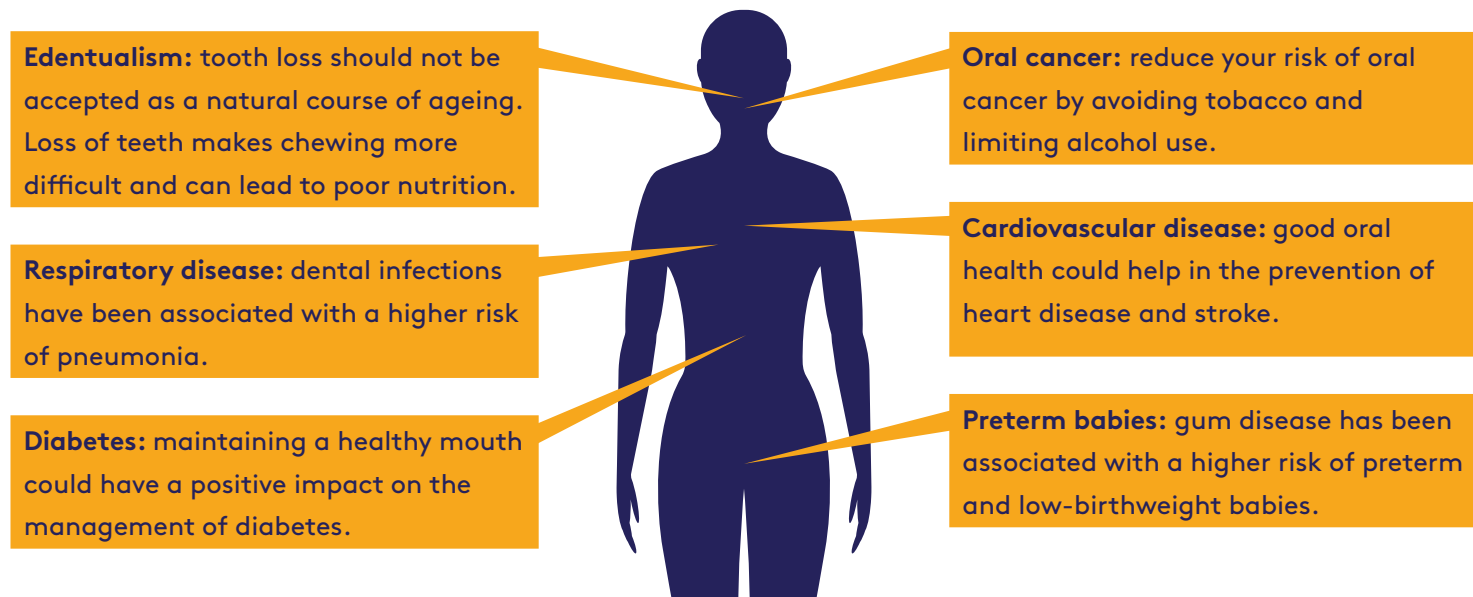 Edentualism: tooth loss should not be
accepted as a natural course of ageing.
Loss of teeth makes chewing more
difficult and can lead to poor nutrition.
Respiratory disease: dental infections
have been associated with a higher risk
of pneumonia.
Diabetes: maintaining a healthy mouth
could have a positive impact on the
management of diabetes.
Oral cancer: reduce your risk of oral
cancer by avoiding tobacco and
limiting alcohol use.
Cardiovascular disease: good oral
health could help in the prevention of
heart disease and stroke.
Preterm babies: gum disease has been
associated with a higher risk of preterm
and low-birthweight babies.